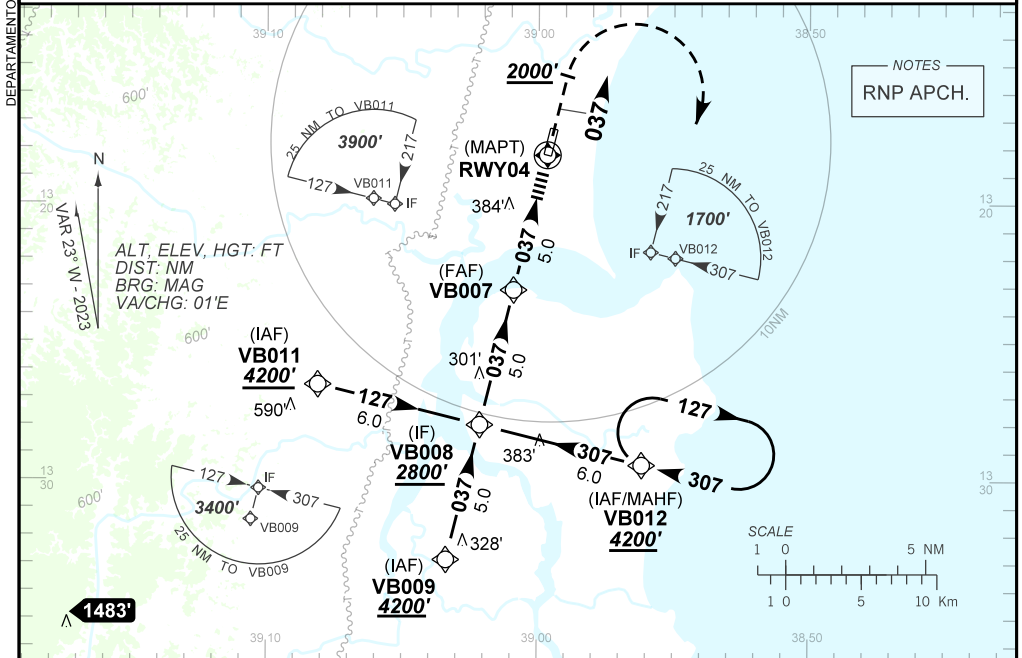 DEPARTAMENTO
39,10
39,00
38,50
NOTES
RNP APCH.
600'
2000'
037
25 NM TO VB011
3900'
217
127
VB011
IF
(MAPT)
RWY04
384'
N
VAR 23° W - 2023
13
20
ALT, ELEV, HGT: FT
DIST: NM
BRG: MAG
VA/CHG: 01'E
25 NM TO VB012
217
1700'
IF
VB012
307
13
20
037
5.0
(FAF)
VB007
10NM
600'
(IAF)
VB011
4200'
590'
127
6.0
301'
037
5.0
(IF)
VB008
2800'
383'
307
6.0
127
307
(IAF/MAHF)
VB012
4200'
13
30
13
30
600'
127
IF
307
3400'
VB009
25 NM TO VB009
037
5.0
328'
(IAF)
VB009
4200'
SCALE
1 0 5 NM
1 0 5 10 Km
1483'
39,10
39,00
38,50